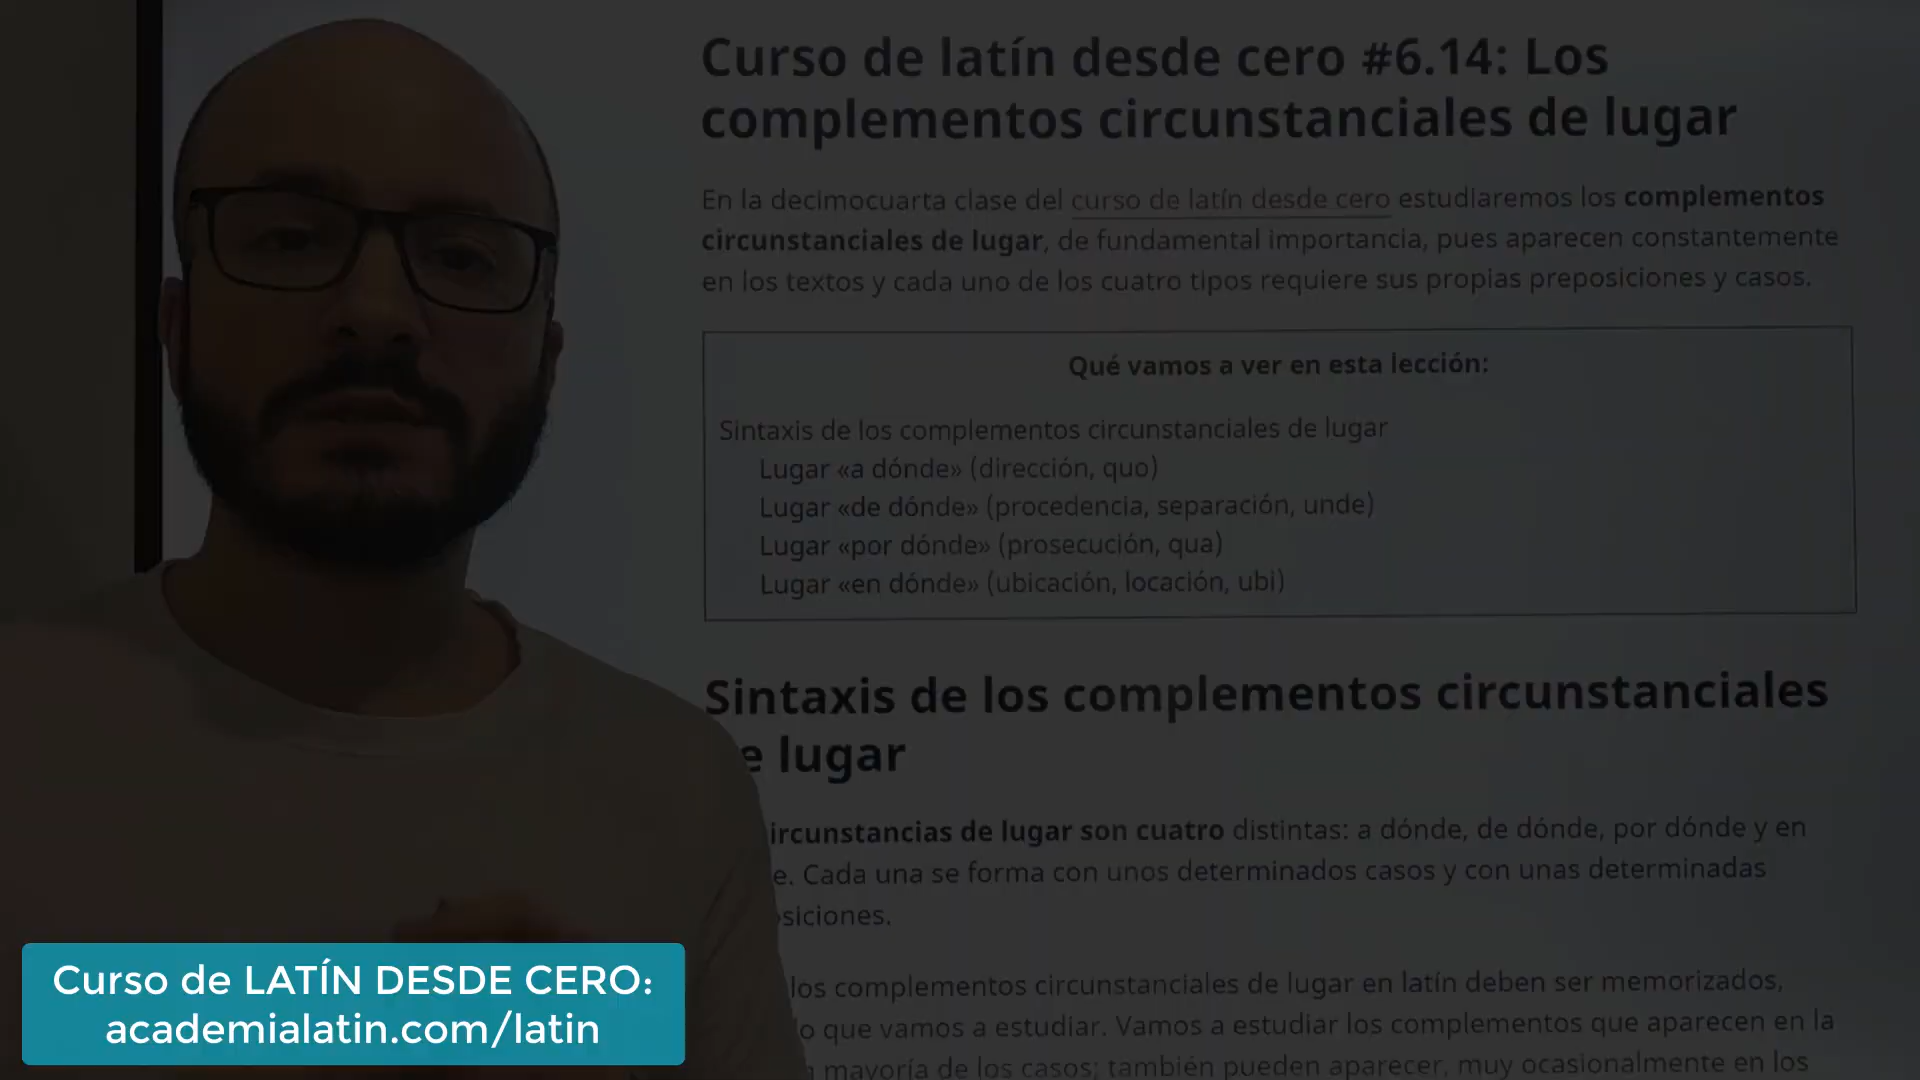 Curso de latín desde cero #6.14: Los
complementos circunstanciales de lugar
En la decimocuarta clase del curso de latín desde cero estudiaremos los complementos
circunstanciales de lugar, de fundamental importancia, pues aparecen constantemente
en los textos y cada uno de los cuatro tipos requiere sus propias preposiciones y casos.
Qué vamos a ver en esta lección:
Sintaxis de los complementos circunstanciales de lugar
Lugar «a dónde» (dirección, quo)
Lugar «de dónde» (procedencia, separación, unde)
Lugar «por dónde» (prosecución, qua)
Lugar «en dónde» (ubicación, locación, ubi)
Sintaxis de los complementos circunstanciales
lugar
distintas: a dónde, de dónde, por dónde y en
circunstancias de lugar son cuatro
Cada una se forma con unos determinados casos y con unas determinadas
los complementos circunstanciales de lugar en latín deben ser memorizados,
lo que vamos a estudiar. Vamos a estudiar los complementos que aparecen en la
mayoría de los casos; también pueden aparecer, muy ocasionalmente en los
Curso de LATÍN DESDE CERO:
academialatin.com/latin